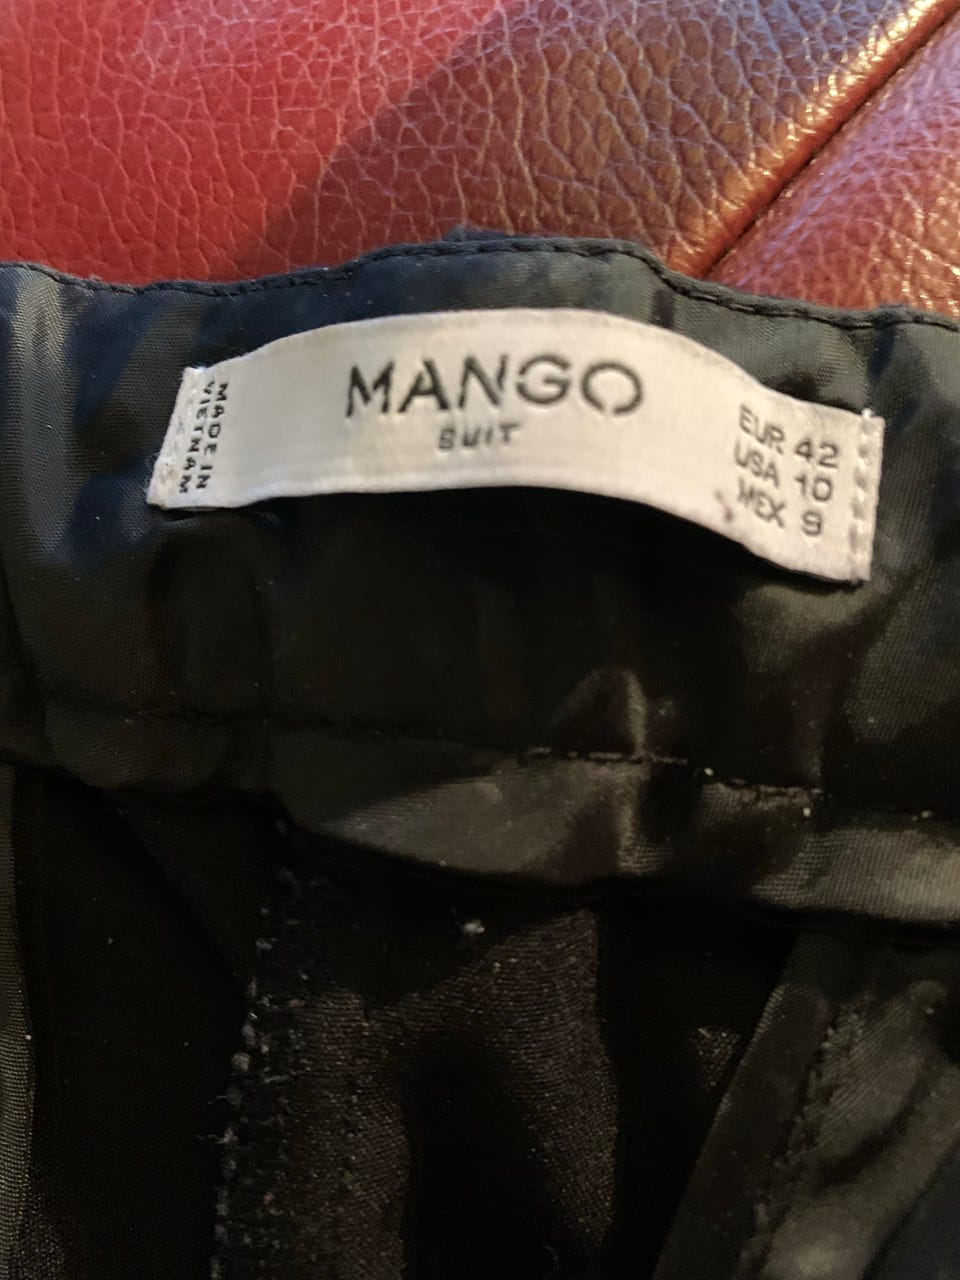 MANGO
SUIT
MADE IN
VIETNAM
EUR 42
USA 10
MEX 9